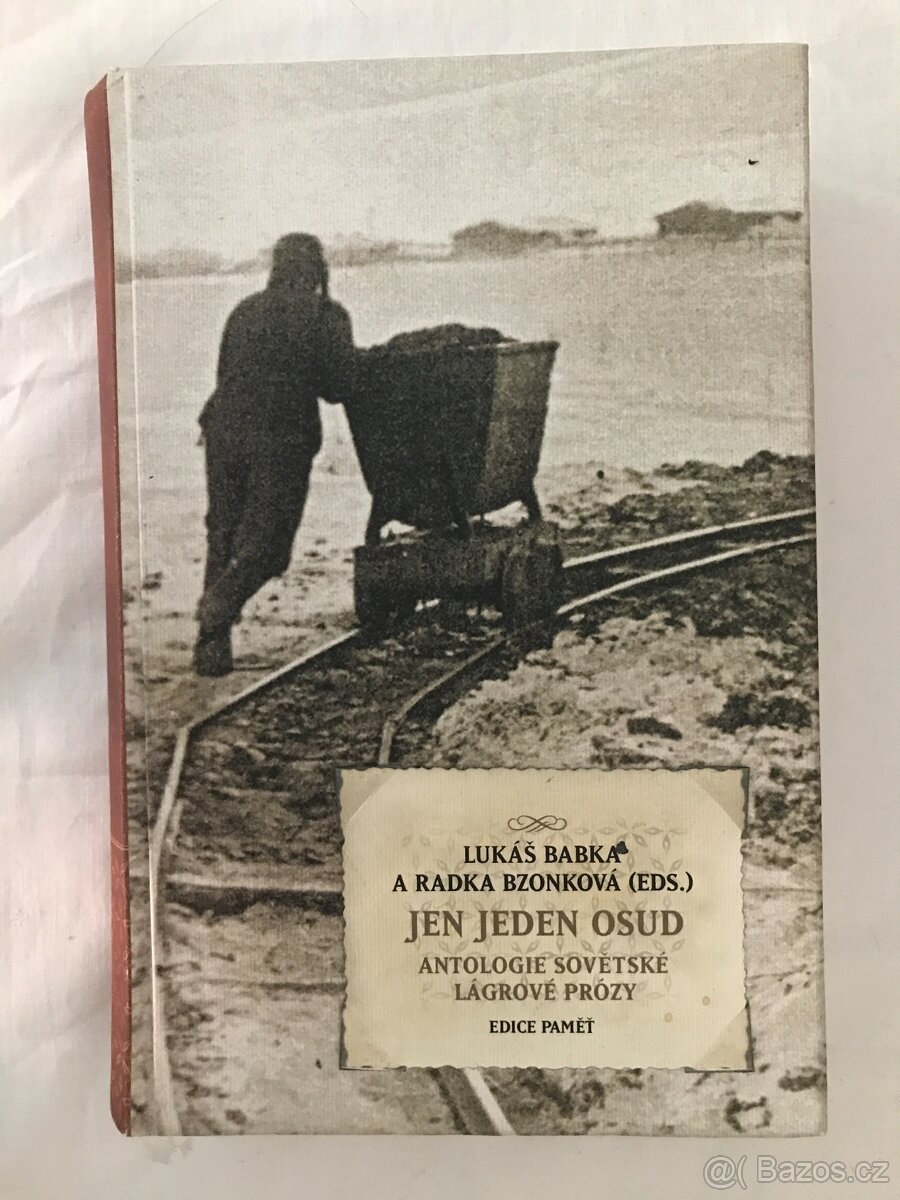 LUKÁŠ BABKA
A RADKA BZONKOVÁ (EDS.)
JEN JEDEN OSUD
ANTOLOGIE SOVĚTSKÉ
LÁGROVÉ PRÓZY
EDICE PAMĚŤ
@( Bazos.cz